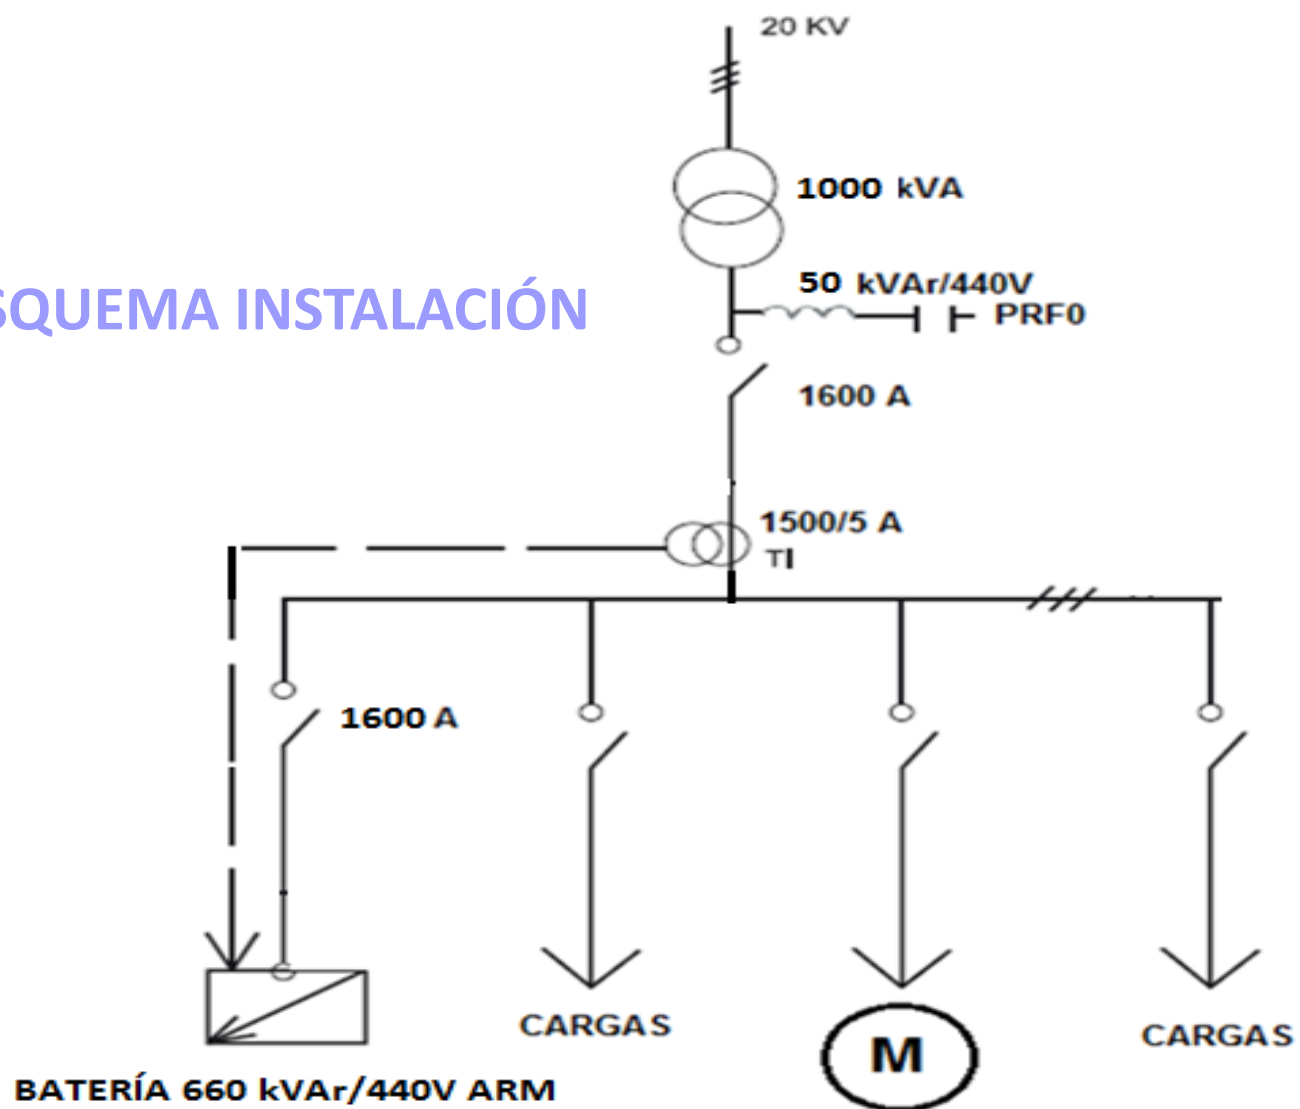 20 KV
1000 kVA
SQUEMA INSTALACIÓN
50 kVAr/440V
PRF0
1600 A
1500/5 A
TI
1600 A
CARGAS
M
CARGAS
BATERÍA 660 kVAr/440V ARM